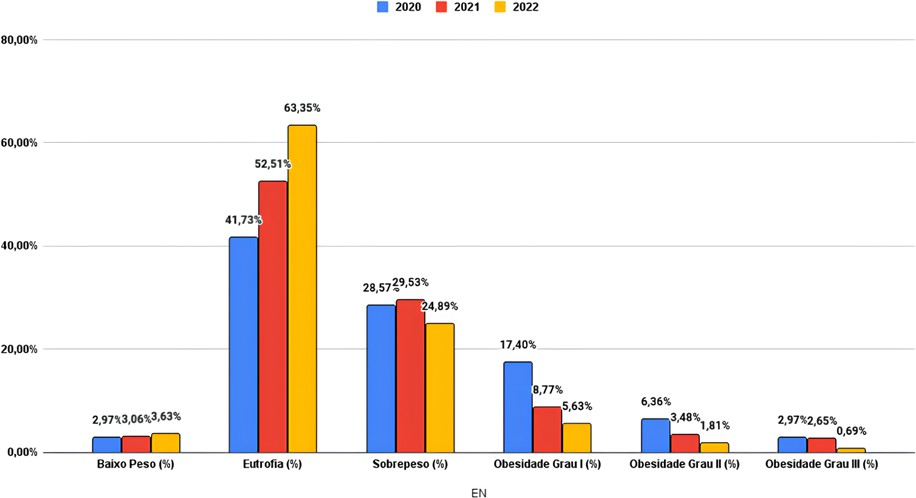 2020 2021 2022
80,00%
60,00%
40,00%
20,00%
0,00%
2,97% 3,06% 3,63%
41,73% 52,51% 63,35%
28,57% 29,53% 24,89%
17,40% 8,77% 5,63%
6,36% 3,48% 1,81%
2,97% 2,65% 0,69%
Baixo Peso (%) Eutrofia (%) Sobrepeso (%) Obesidade Grau I (%) Obesidade Grau II (%) Obesidade Grau III (%)
EN